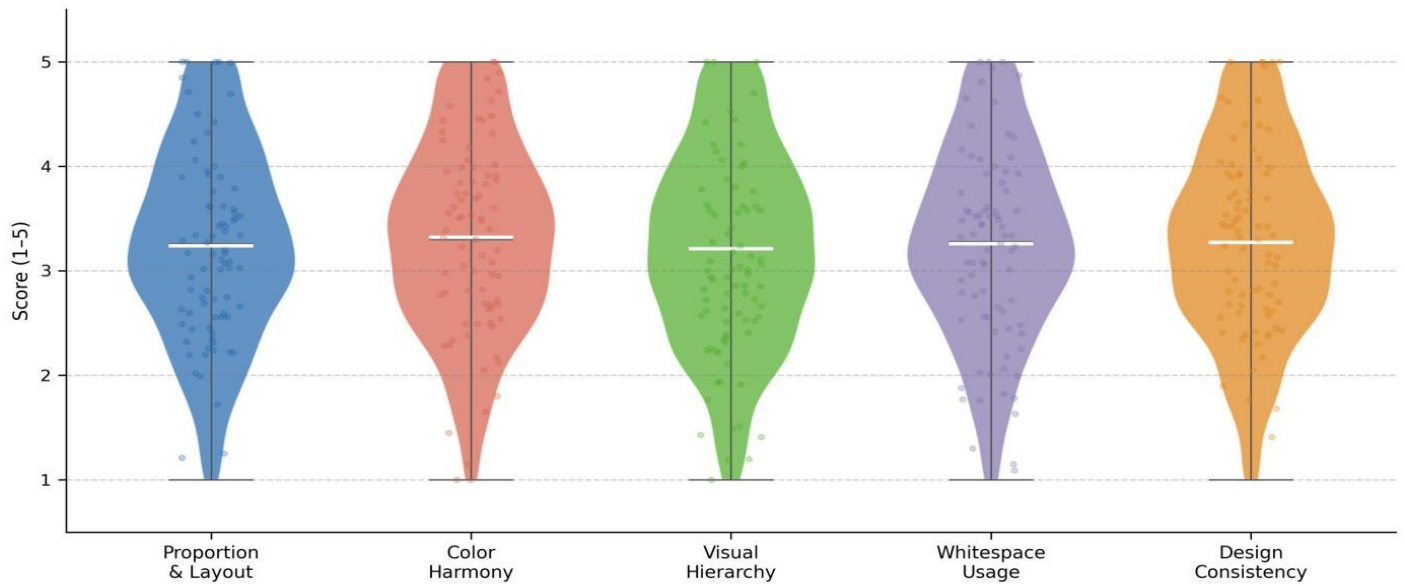 Score (1–5)
5
4
3
2
1
Proportion
& Layout
Color
Harmony
Visual
Hierarchy
Whitespace
Usage
Design
Consistency